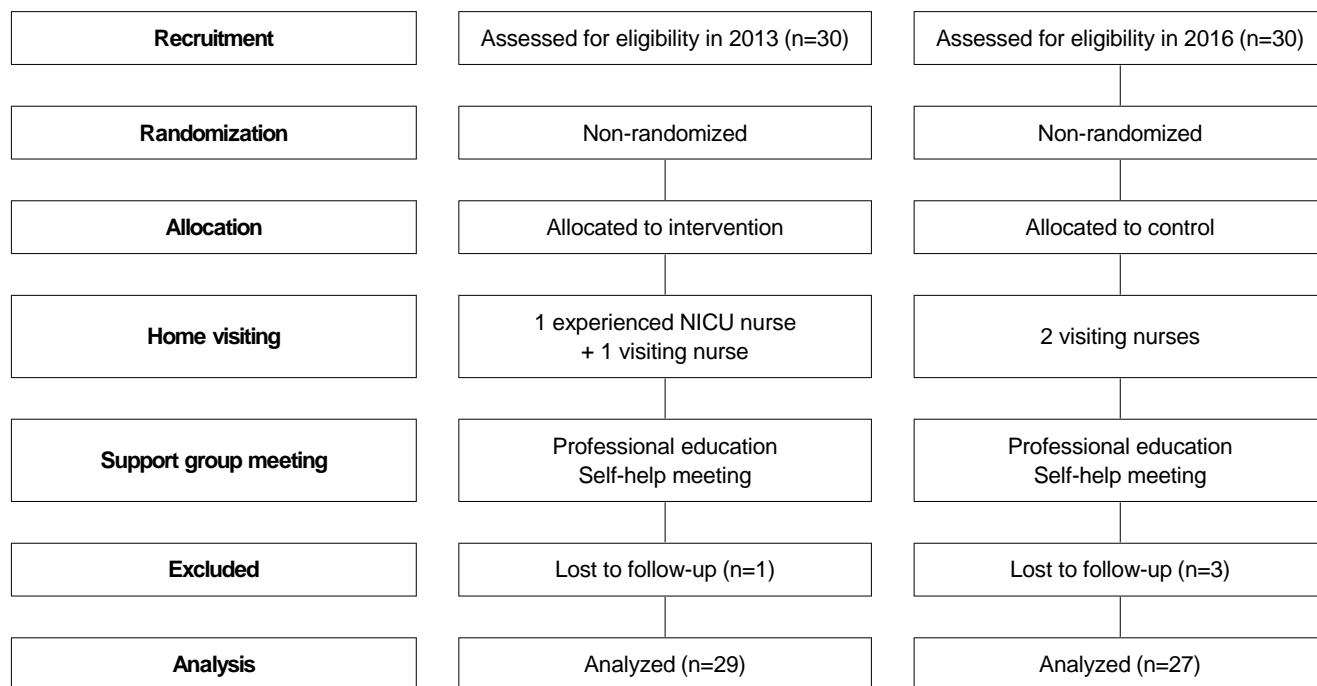 Recruitment
Assessed for eligibility in 2013 (n=30)
Assessed for eligibility in 2016 (n=30)
Randomization
Non-randomized
Non-randomized
Allocation
Allocated to intervention
Allocated to control
Home visiting
1 experienced NICU nurse
+ 1 visiting nurse
2 visiting nurses
Support group meeting
Professional education
Self-help meeting
Professional education
Self-help meeting
Excluded
Lost to follow-up (n=1)
Lost to follow-up (n=3)
Analysis
Analyzed (n=29)
Analyzed (n=27)